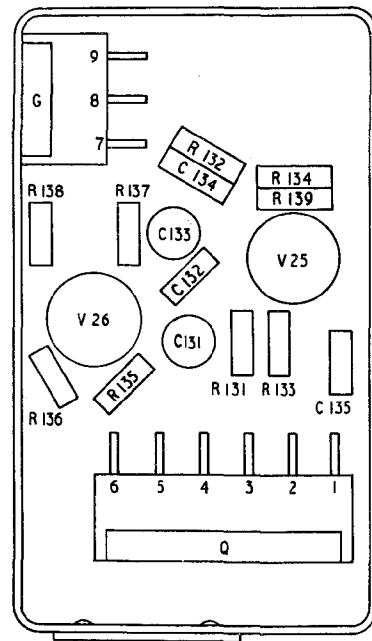 9
G
8
7
R 132
C 134
R 134
R 139
R 138
R 137
C133
V 25
C 132
V 26
C131
R 135
R 131
R 133
R 136
C 135
6 5 4 3 2 1
Q